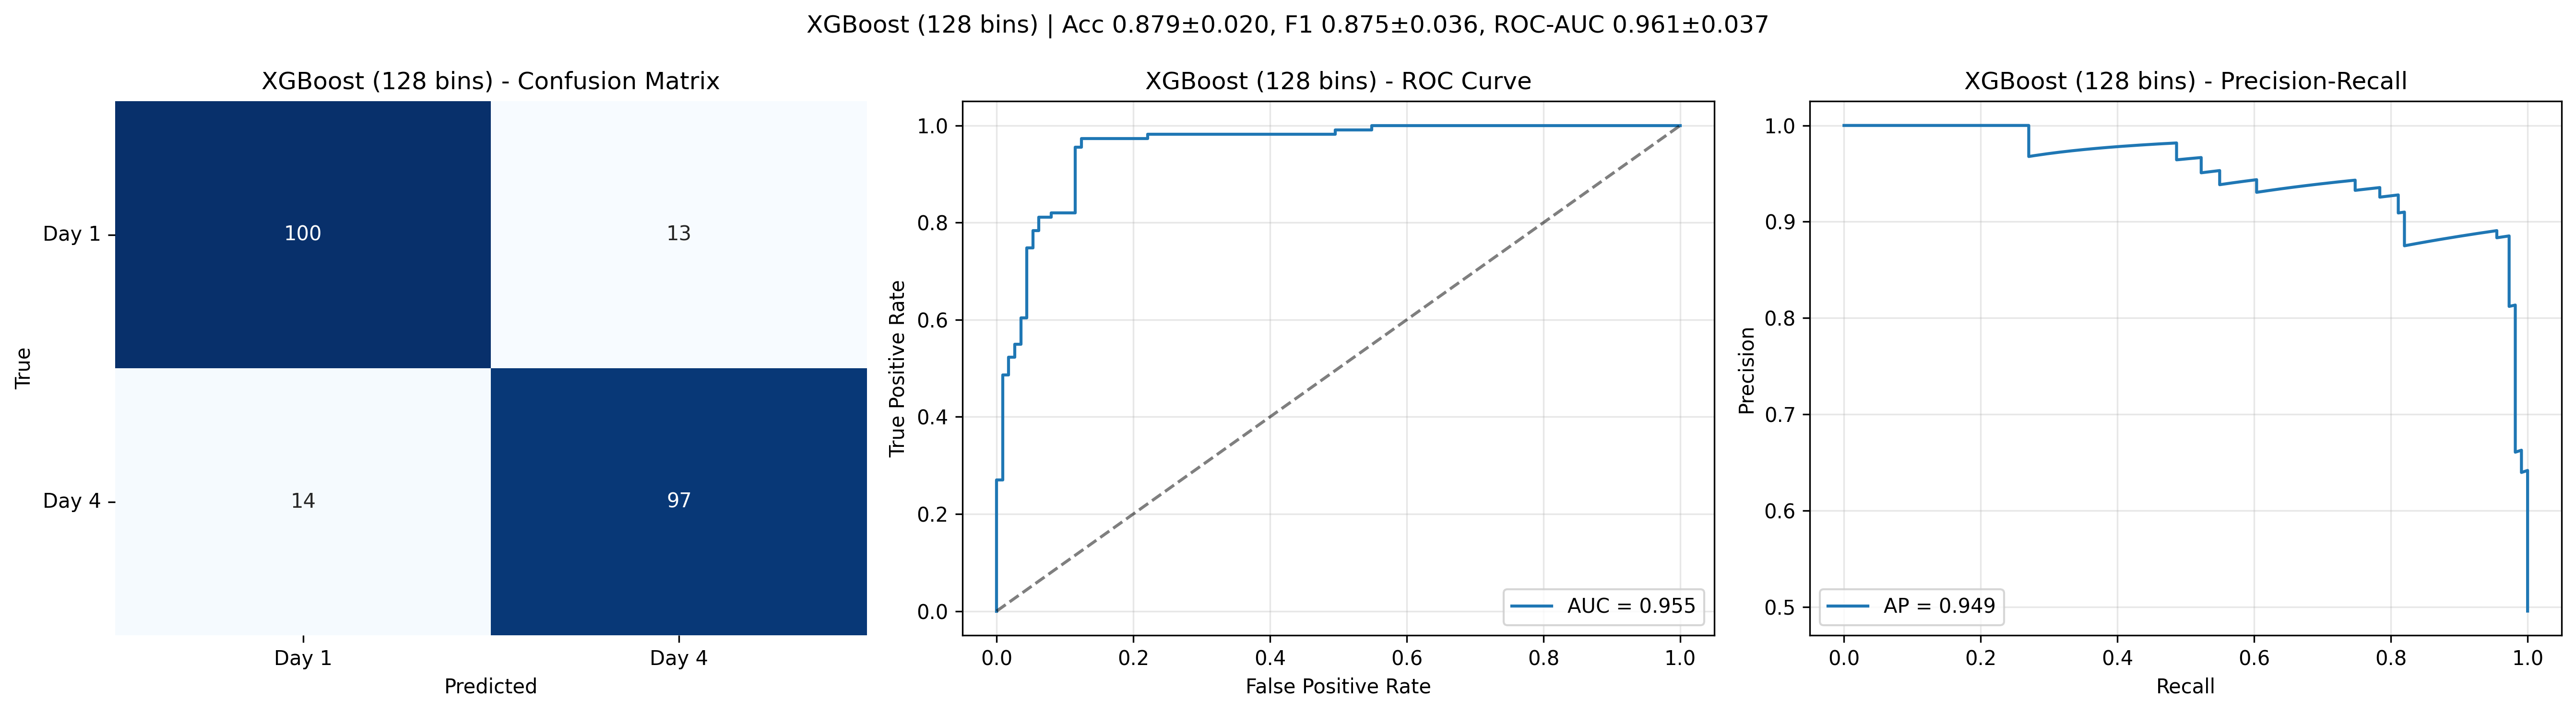 XGBoost (128 bins) | Acc 0.879±0.020, F1 0.875±0.036, ROC-AUC 0.961±0.037
XGBoost (128 bins) - Confusion Matrix
True
Day 1
Day 4
100
13
14
97
Day 1
Day 4
Predicted
XGBoost (128 bins) - ROC Curve
True Positive Rate
1.0
0.8
0.6
0.4
0.2
0.0
AUC = 0.955
0.0
0.2
0.4
0.6
0.8
1.0
False Positive Rate
XGBoost (128 bins) - Precision-Recall
Precision
1.0
0.9
0.8
0.7
0.6
0.5
AP = 0.949
0.0
0.2
0.4
0.6
0.8
1.0
Recall